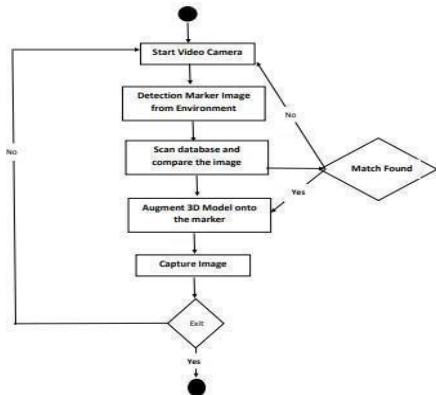 Start Video Camera
Detection Marker Image
from Environment
No
No
Scan database and
compare the image
Match Found
Yes
Augment 3D Model onto
the marker
Capture Image
Exit
Yes